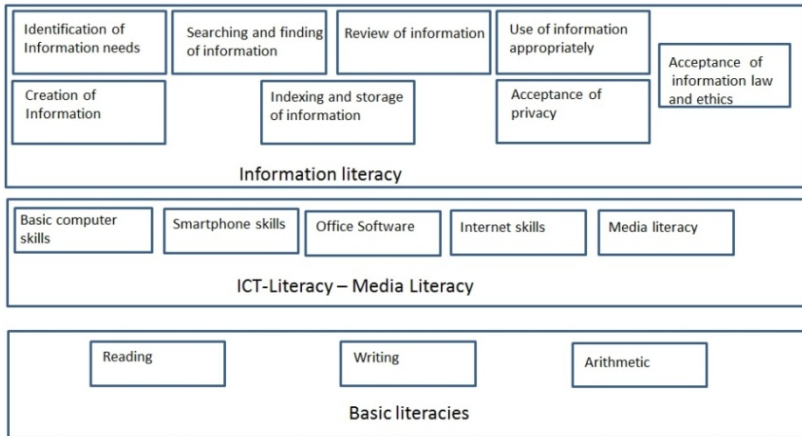 Identification of
Information needs
Searching and finding
of information
Review of information
Use of information
appropriately
Acceptance of
information law
and ethics
Creation of
Information
Indexing and storage
of information
Acceptance of
privacy
Information literacy
Basic computer
skills
Smartphone skills
Office Software
Internet skills
Media literacy
ICT-Literacy – Media Literacy
Reading
Writing
Arithmetic
Basic literacies